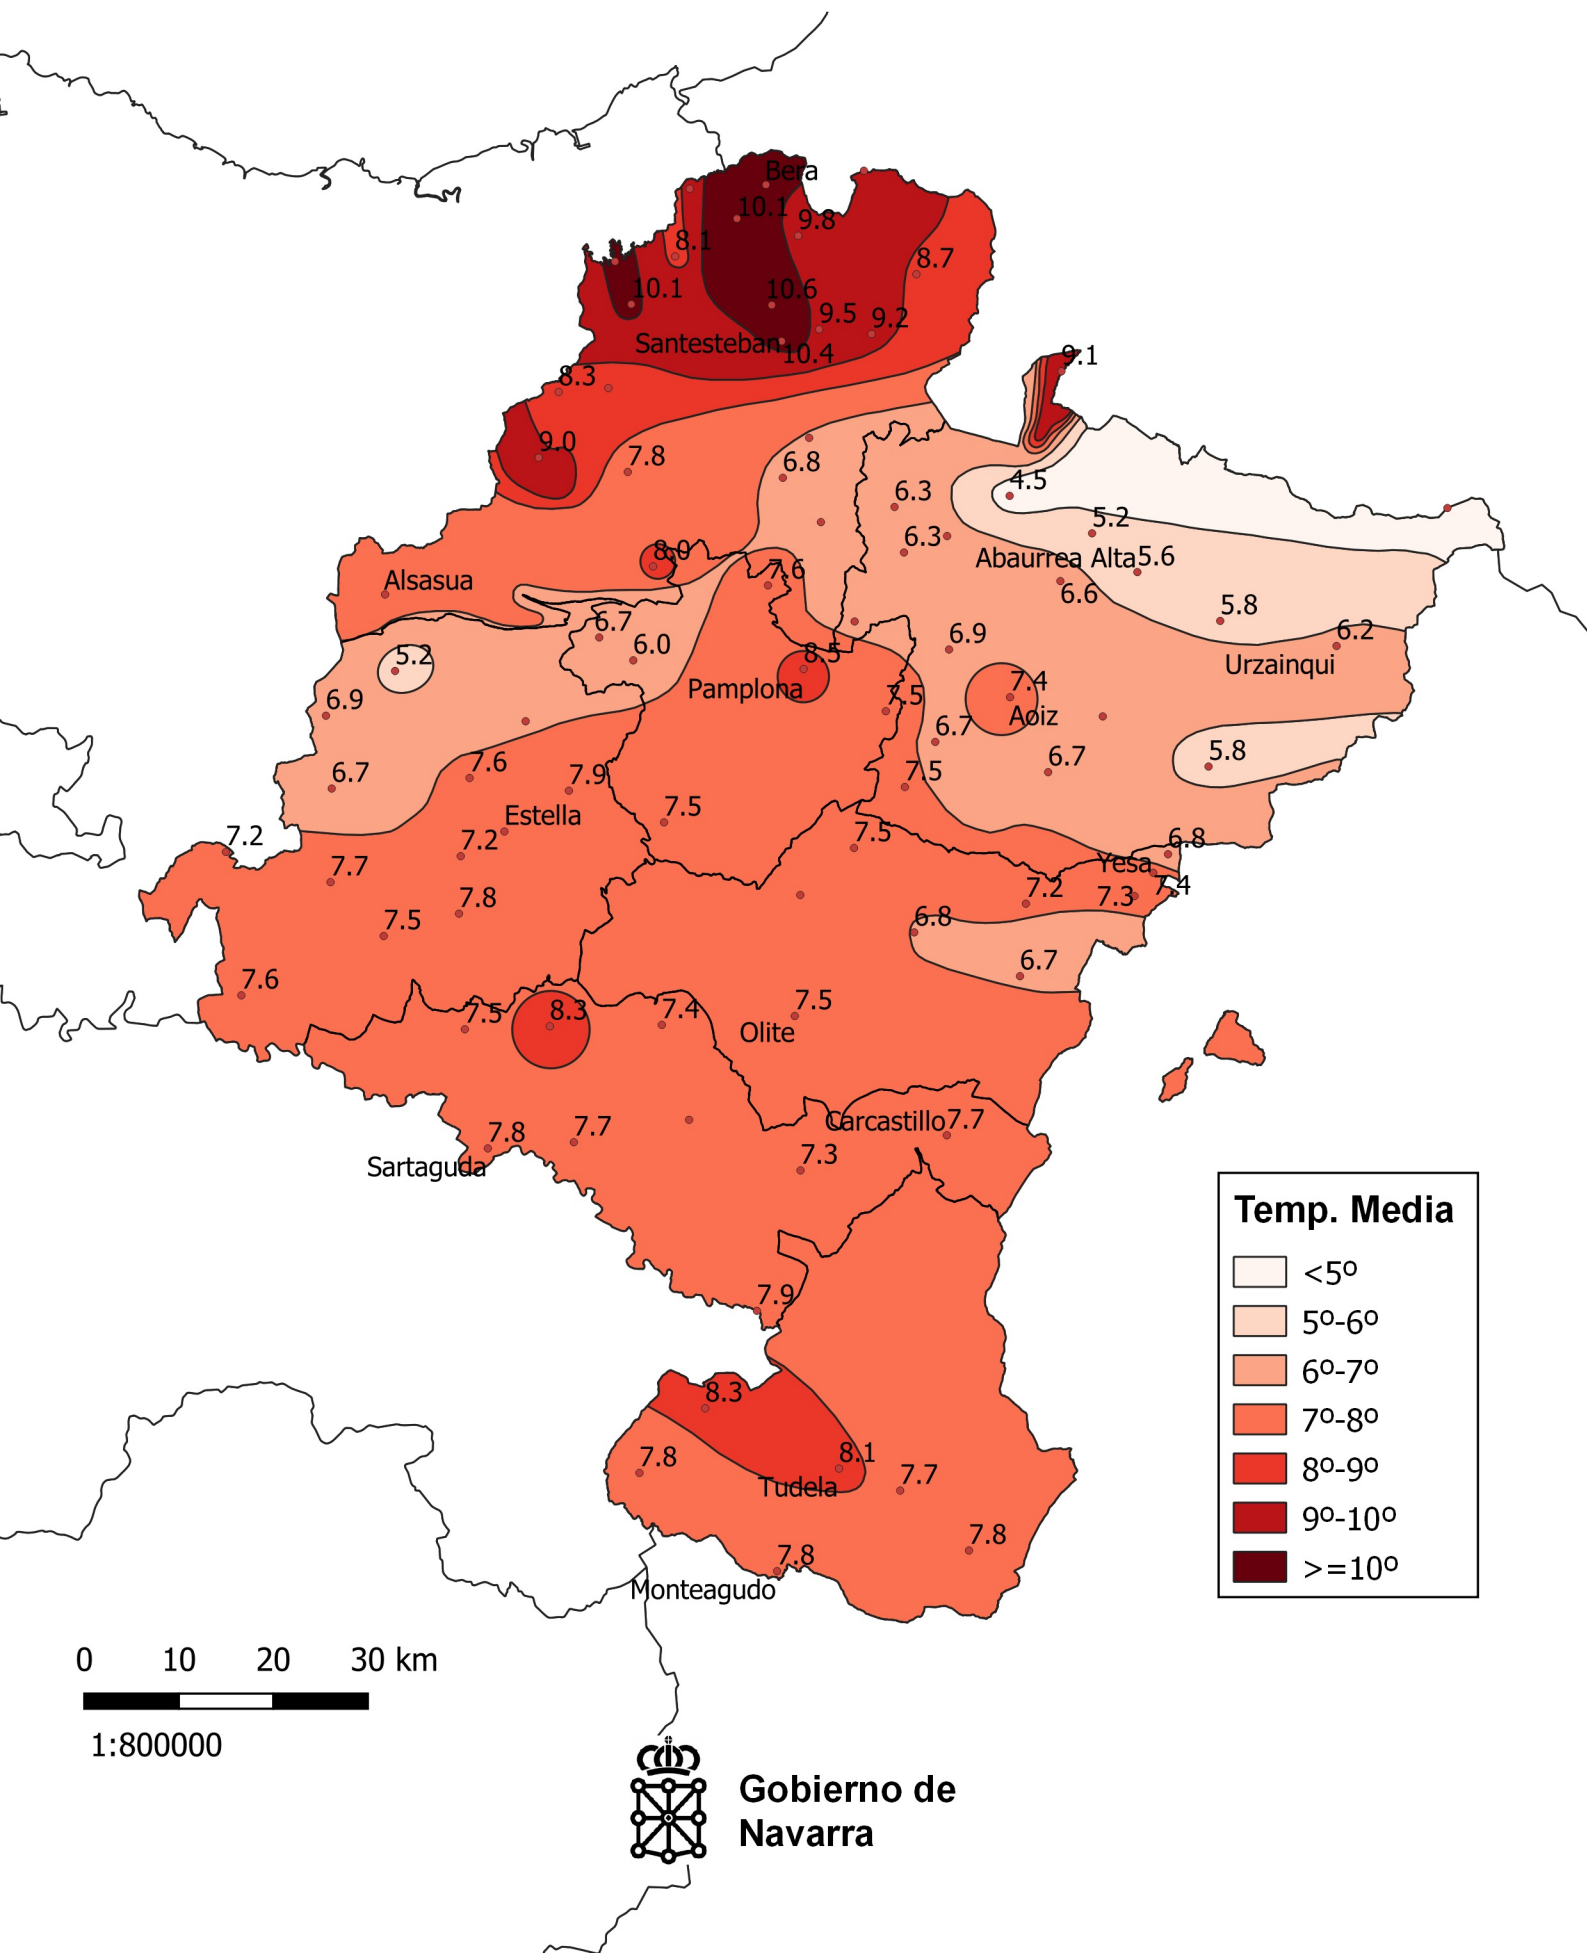 Bera
10.1
9.8
8.1
8.7
10.1
10.6
9.5
9.2
Santesteban
10.4
9.1
8.3
9.0
7.8
6.8
4.5
6.3
5.2
6.3
8.0
Abaurrea Alta
5.6
7.6
Alsasua
6.6
5.8
6.7
6.9
6.2
6.0
5.2
8.5
Urzainqui
7.4
Pamplona
6.9
7.5
Aoiz
6.7
5.8
6.7
7.6
6.7
7.9
7.5
7.5
Estella
7.2
7.5
7.2
6.8
7.7
Yesa
7.2
7.3
7.4
7.8
7.5
6.8
6.7
7.6
7.5
8.3
7.4
7.5
Olite
Carcastillo
7.7
7.8
7.7
7.3
Sartaguda
7.9
8.3
8.1
7.8
7.7
Tudela
7.8
7.8
Monteagudo
Temp. Media
<5º
5º-6º
6º-7º
7º-8º
8º-9º
9º-10º
>=10º
0 10 20 30 km
1:800000
Gobierno de
Navarra